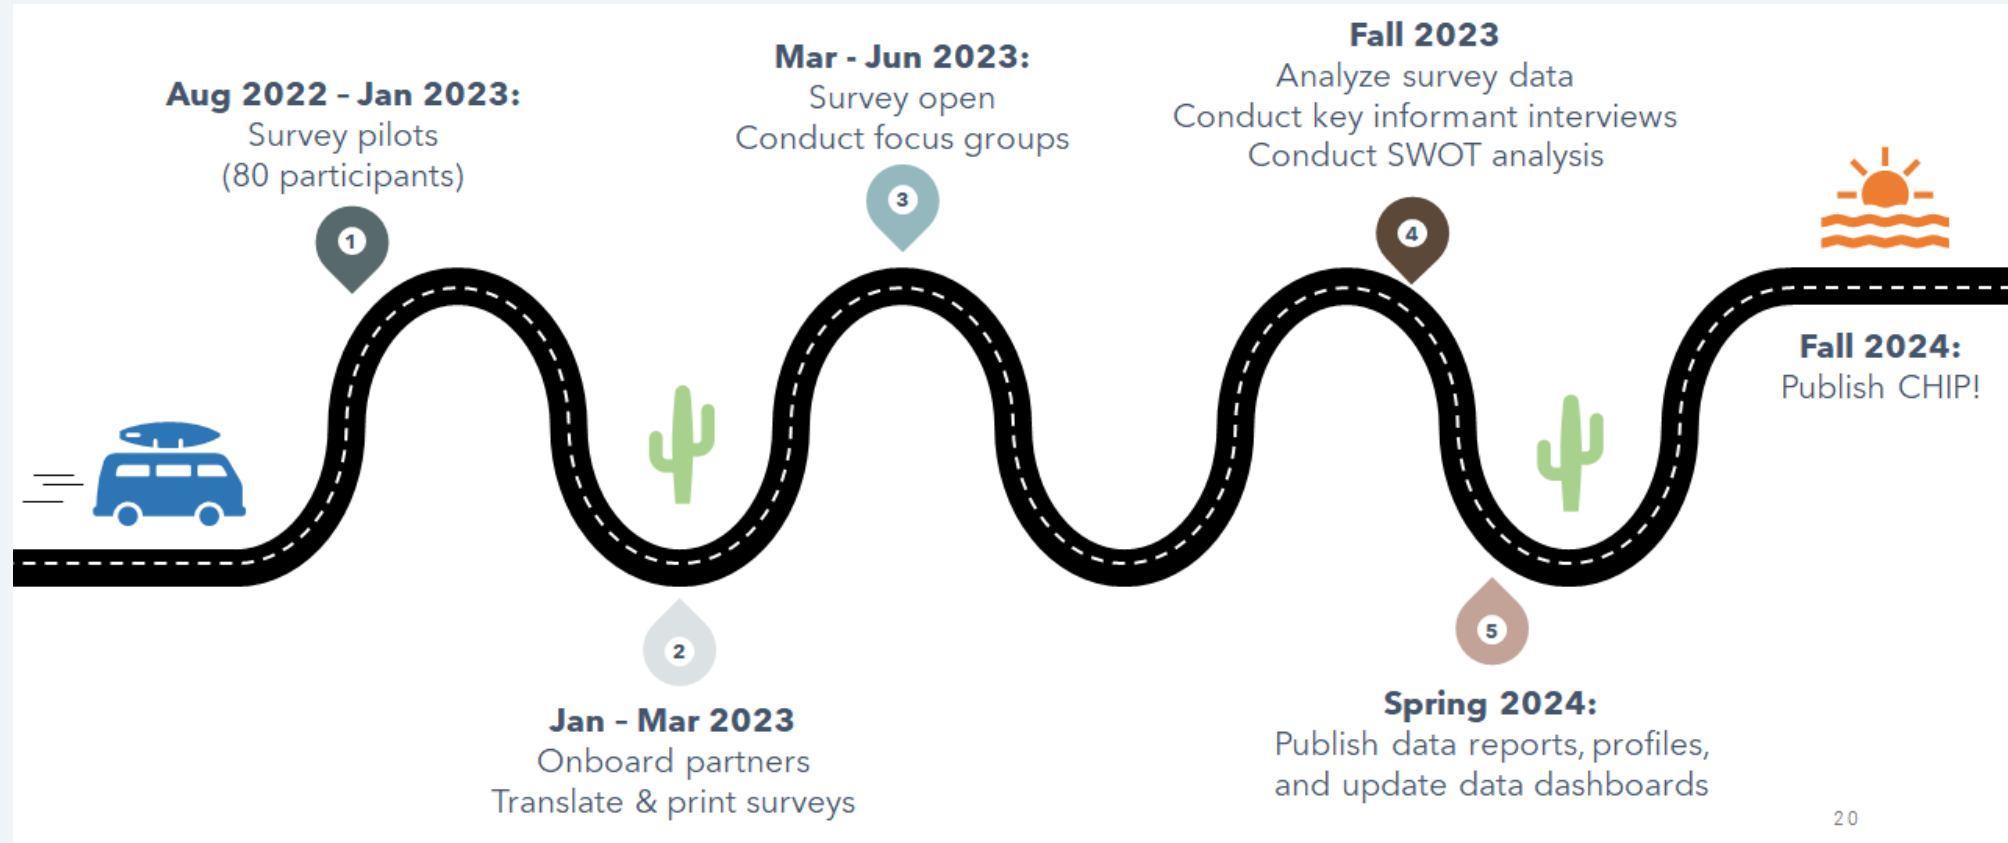 Aug 2022 – Jan 2023:
Survey pilots
(80 participants)
1
Jan – Mar 2023
Onboard partners
Translate & print surveys
2
Mar - Jun 2023:
Survey open
Conduct focus groups
3
Fall 2023
Analyze survey data
Conduct key informant interviews
Conduct SWOT analysis
4
Spring 2024:
Publish data reports, profiles,
and update data dashboards
5
Fall 2024:
Publish CHIP!
20